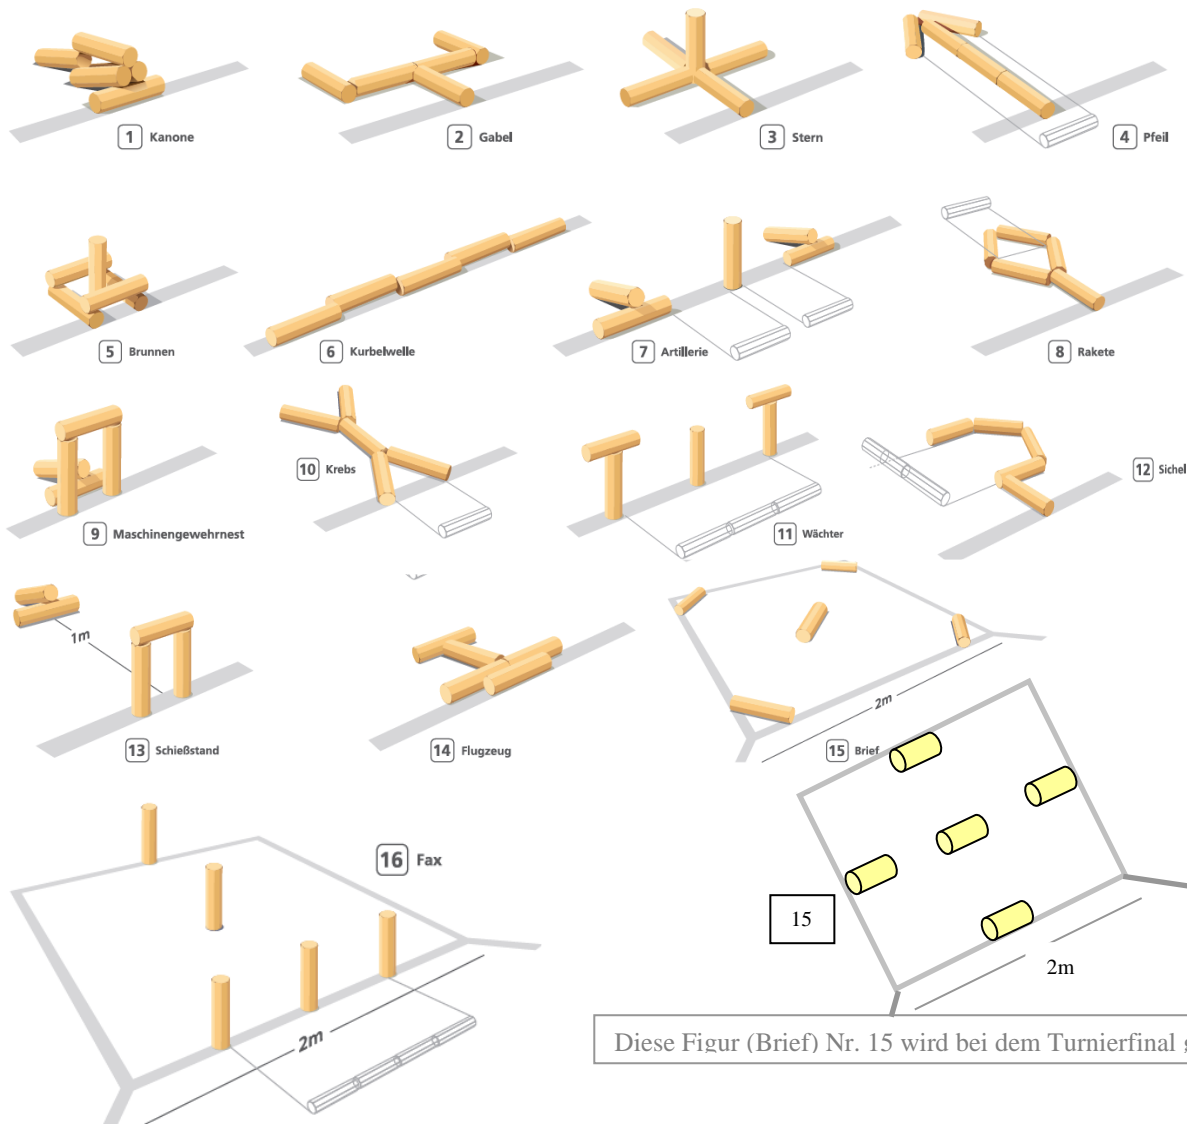 1 Kanone
2 Gabel
3 Stern
4 Pfeil
5 Brunnen
6 Kurbelwelle
7 Artillerie
8 Rakete
9 Maschinengewehrnest
10 Krebs
11 Wächter
12 Sichel
1m
13 Schießstand
14 Flugzeug
2m
15 Brief
16 Fax
2m
15
2m
Diese Figur (Brief) Nr. 15 wird bei dem Turnierfinal